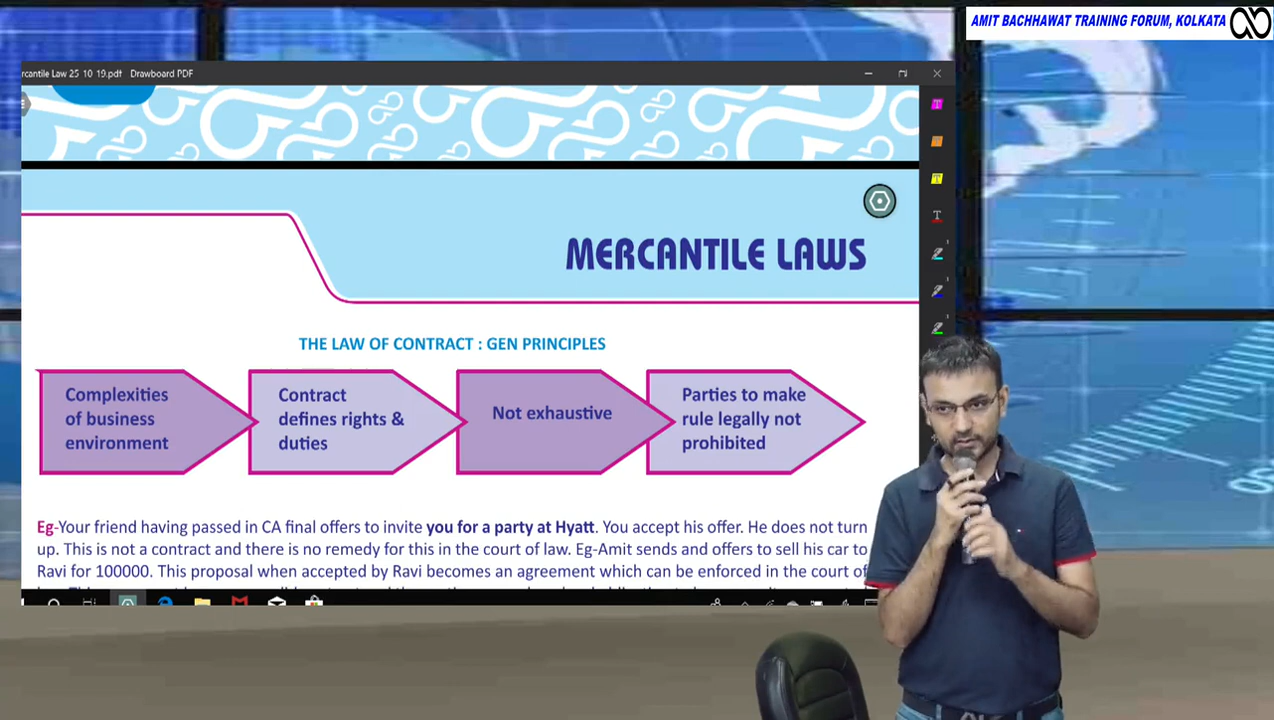 AMIT BACHHAWAT TRAINING FORUM, KOLKATA
rcantile Law 25 10 19.pdf Drawboard PDF
MERCANTILE LAWS
THE LAW OF CONTRACT : GEN PRINCIPLES
Complexities
of business
environment
Contract
defines rights &
duties
Not exhaustive
Parties to make
rule legally not
prohibited
Eg-Your friend having passed in CA final offers to invite you for a party at Hyatt. You accept his offer. He does not turn
up. This is not a contract and there is no remedy for this in the court of law. Eg-Amit sends and offers to sell his car to
Ravi for 100000. This proposal when accepted by Ravi becomes an agreement which can be enforced in the court of